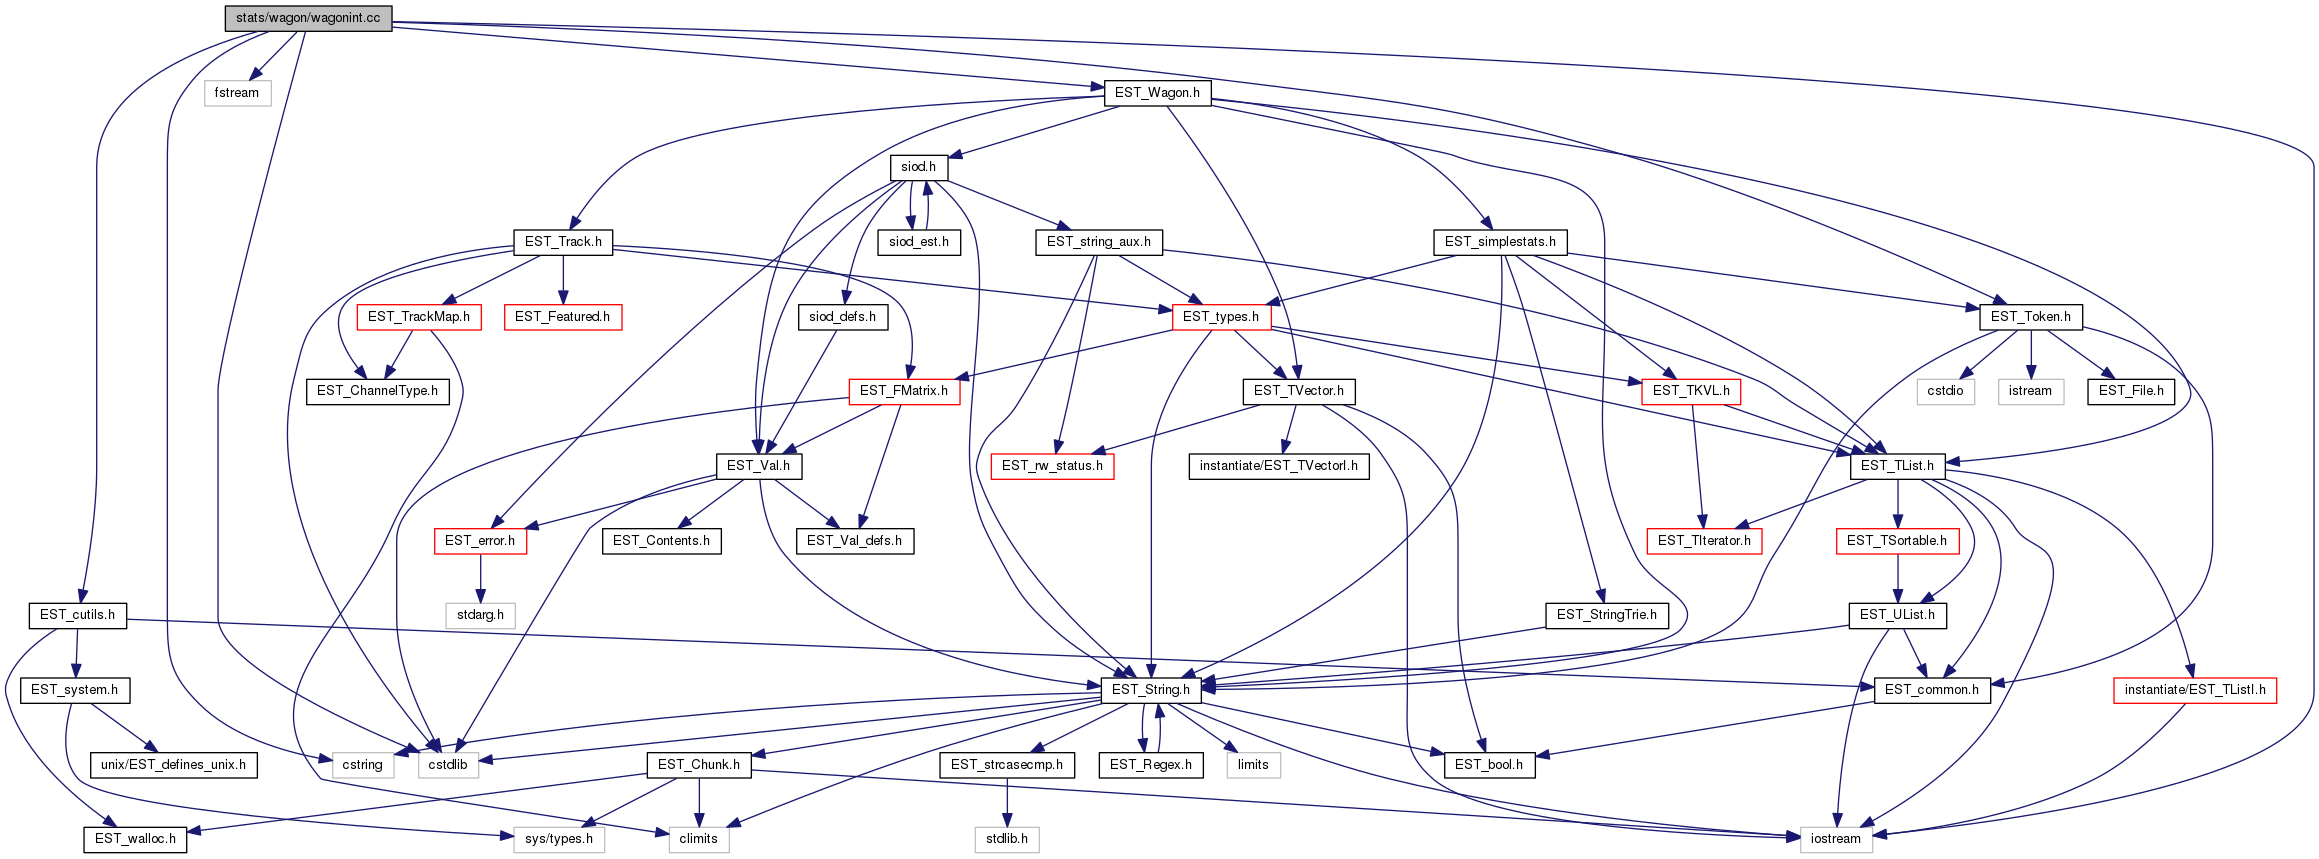 stats/wagon/wagonint.cc
fstream
EST_Wagon.h
siod.h
EST_Track.h
siod_est.h
EST_string_aux.h
EST_simplestats.h
EST_TrackMap.h
EST_Featured.h
siod_defs.h
EST_types.h
EST_Token.h
EST_ChannelType.h
EST_FMatrix.h
EST_TVector.h
EST_TKVL.h
cstdio
istream
EST_File.h
EST_Val.h
EST_rw_status.h
instantiate/EST_TVectorI.h
EST_TList.h
EST_error.h
EST_Contents.h
EST_Val_defs.h
EST_TIterator.h
EST_TSortable.h
EST_cutils.h
stdarg.h
EST_StringTrie.h
EST_UList.h
EST_system.h
EST_String.h
EST_common.h
instantiate/EST_TListI.h
unix/EST_defines_unix.h
cstring
cstdlib
EST_Chunk.h
EST_strcasecmp.h
EST_Regex.h
limits
EST_bool.h
EST_walloc.h
sys/types.h
climits
stdlib.h
iostream